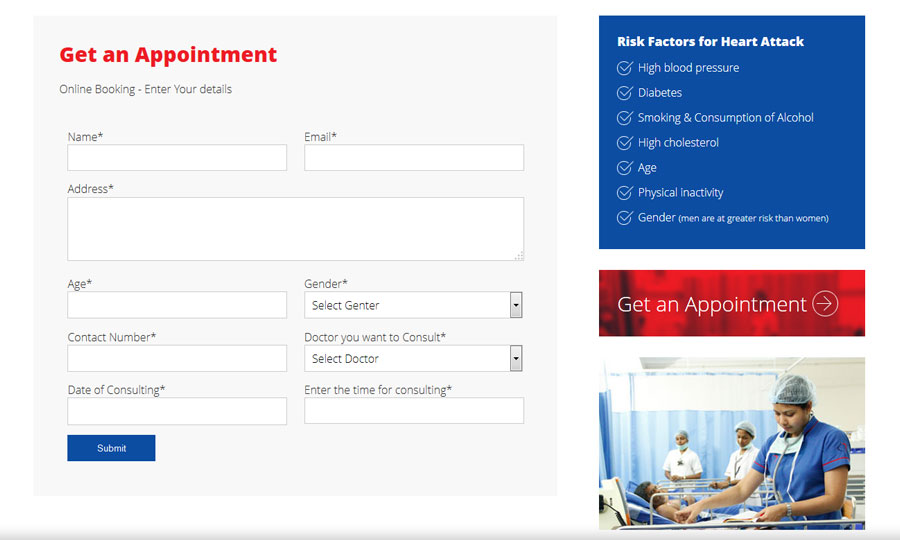 Get an Appointment
Online Booking - Enter Your details
Name*
Email*
Address*
Age*
Gender*
Select Genter
Contact Number*
Doctor you want to Consult*
Select Doctor
Date of Consulting*
Enter the time for consulting*
Submit
Risk Factors for Heart Attack
High blood pressure
Diabetes
Smoking & Consumption of Alcohol
High cholesterol
Age
Physical inactivity
Gender (men are at greater risk than women)
Get an Appointment